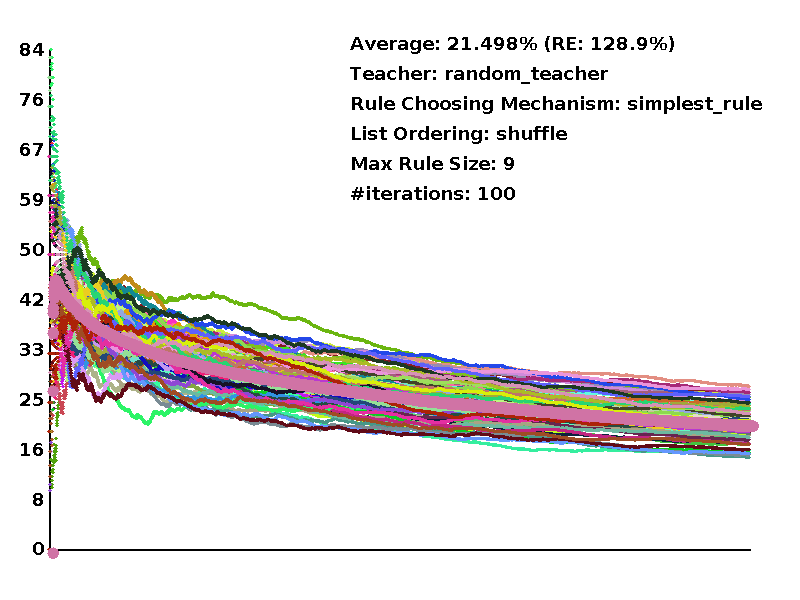 Average: 21.498% (RE: 128.9%)
Teacher: random_teacher
Rule Choosing Mechanism: simplest_rule
List Ordering: shuffle
Max Rule Size: 9
#iterations: 100
84
76
67
59
50
42
33
25
16
8
0